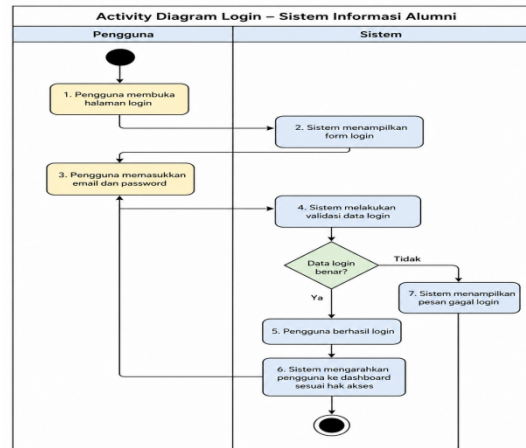 Activity Diagram Login – Sistem Informasi Alumni
Pengguna
Sistem
1. Pengguna membuka
halaman login
2. Sistem menampilkan
form login
3. Pengguna memasukkan
email dan password
4. Sistem melakukan
validasi data login
Data login
benar?
Tidak
Ya
7. Sistem menampilkan
pesan gagal login
5. Pengguna berhasil login
6. Sistem mengarahkan
pengguna ke dashboard
sesuai hak akses